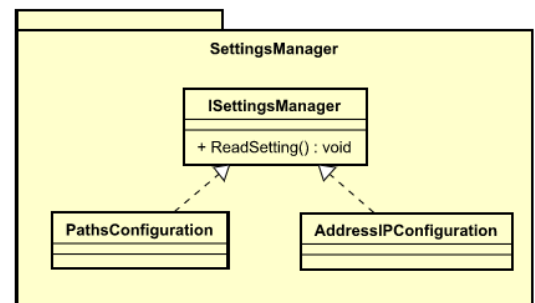 SettingsManager
ISettingsManager
+ ReadSetting() : void
PathsConfiguration
AddressIPConfiguration